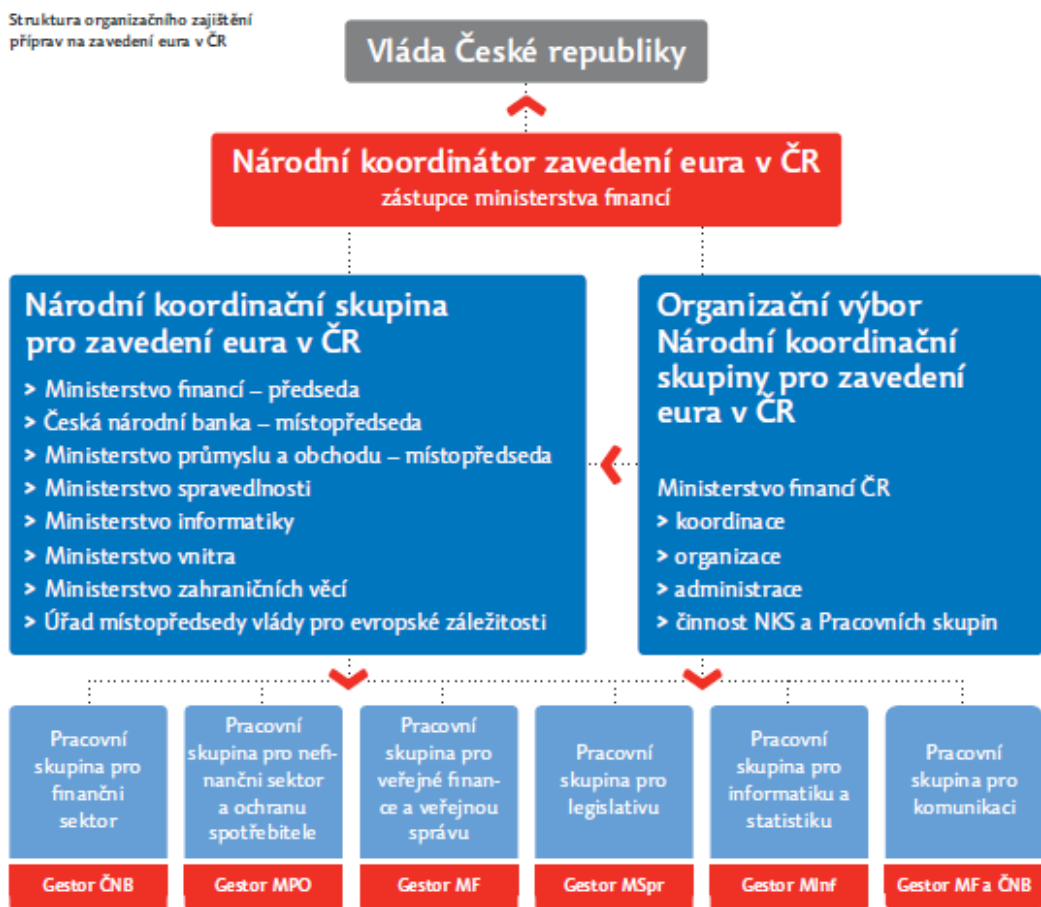 Struktura organizačního zajištění
příprav na zavedení eura v ČR
Vláda České republiky
Národní koordinátor zavedení eura v ČR
zástupce ministerstva financí
Národní koordinační skupina
pro zavedení eura v ČR
> Ministerstvo financí – předseda
> Česká národní banka – místopředseda
> Ministerstvo průmyslu a obchodu – místopředseda
> Ministerstvo spravedlnosti
> Ministerstvo informatiky
> Ministerstvo vnitra
> Ministerstvo zahraničních věcí
> Úřad místopředsedy vlády pro evropské záležitosti
Organizační výbor
Národní koordinační
skupiny pro zavedení
eura v ČR
Ministerstvo financí ČR
> koordinace
> organizace
> administrace
> činnost NKS a Pracovních skupin
Pracovní
skupina pro
finanční
sektor
Gestor ČNB
Pracovní
skupina pro nefi-
nanční sektor
a ochranu
spotřebitele
Gestor MPO
Pracovní
skupina pro
veřejné finan-
ce a veřejnou
správu
Gestor MF
Pracovní
skupina pro
legislativu
Gestor MSpr
Pracovní
skupina pro
informatiku a
statistiku
Gestor MInf
Pracovní
skupina pro
komunikaci
Gestor MF a ČNB